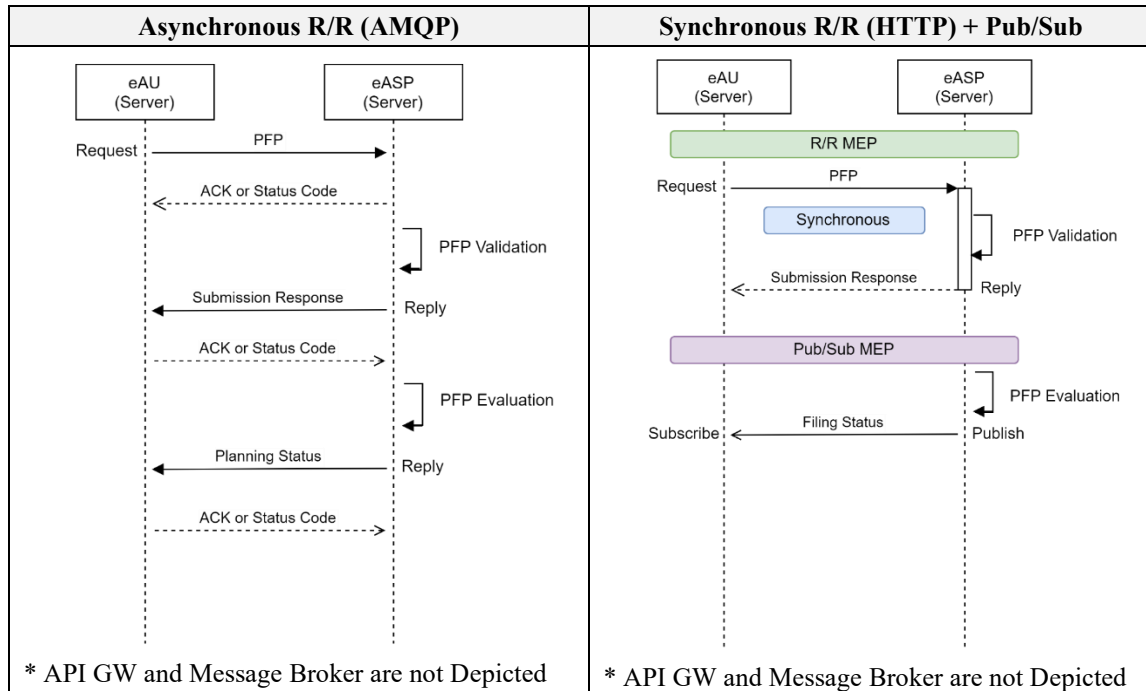 Asynchronous R/R (AMQP)
eAU
(Server)
eASP
(Server)
Request
PFP
ACK or Status Code
PFP Validation
Submission Response
Reply
ACK or Status Code
PFP Evaluation
Planning Status
Reply
ACK or Status Code
* API GW and Message Broker are not Depicted
Synchronous R/R (HTTP) + Pub/Sub
eAU
(Server)
eASP
(Server)
R/R MEP
Request
PFP
Synchronous
PFP Validation
Submission Response
Reply
Pub/Sub MEP
PFP Evaluation
Subscribe
Filing Status
Publish
* API GW and Message Broker are not Depicted